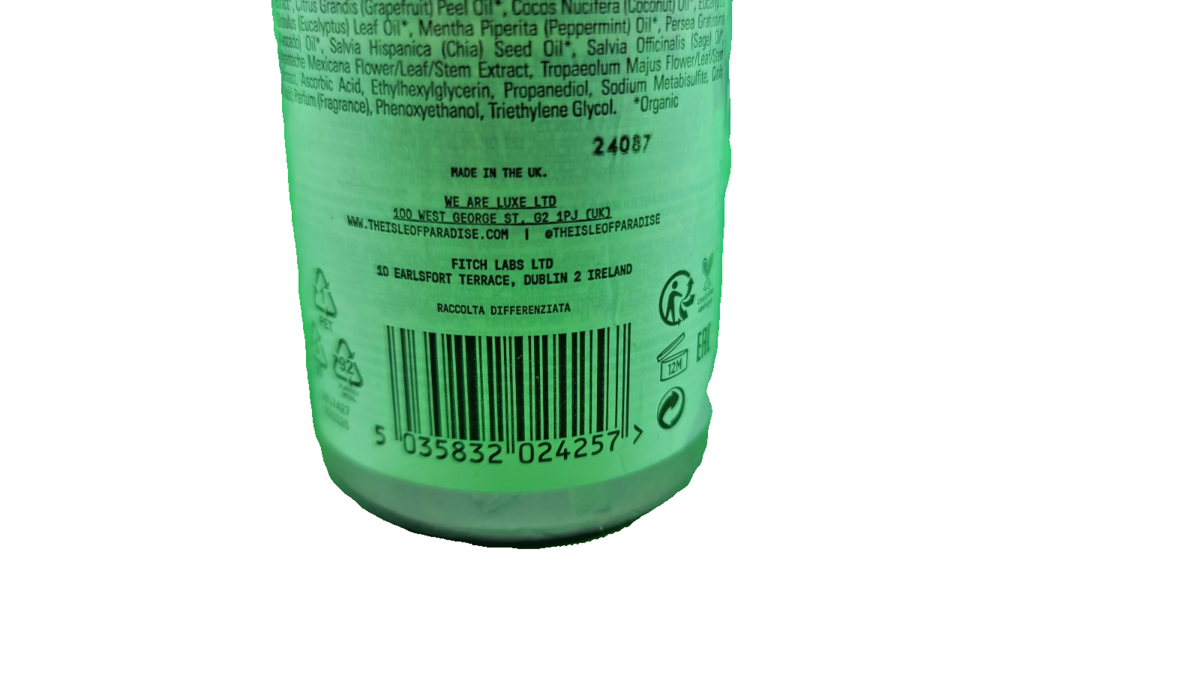 Citrus Grandis (Grapefruit) Peel Oil*, Cocos Nucifera (Coconut) Oil*,
(Eucalyptus) Leaf Oil*, Mentha Piperita (Peppermint) Oil*, Persea Gratissima
Oil*, Salvia Hispanica (Chia) Seed Oil*, Salvia Officinalis (Sage) Oil*,
Mexicana Flower/Leaf/Stem Extract, Tropaeolum Majus Flower/Leaf/Stem
Ascorbic Acid, Ethylhexylglycerin, Propanediol, Sodium Metabisulfite,
Parfum (Fragrance), Phenoxyethanol, Triethylene Glycol. *Organic
24087
MADE IN THE UK.
WE ARE LUXE LTD
100 WEST GEORGE ST, G2 1PJ (UK)
WWW.THEISLEOFPARADISE.COM | @THEISLEOFPARADISE
FITCH LABS LTD
10 EARLSFORT TERRACE, DUBLIN 2 IRELAND
RACCOLTA DIFFERENZIATA
PET
92
12M
EAC
5 035832 024257 >